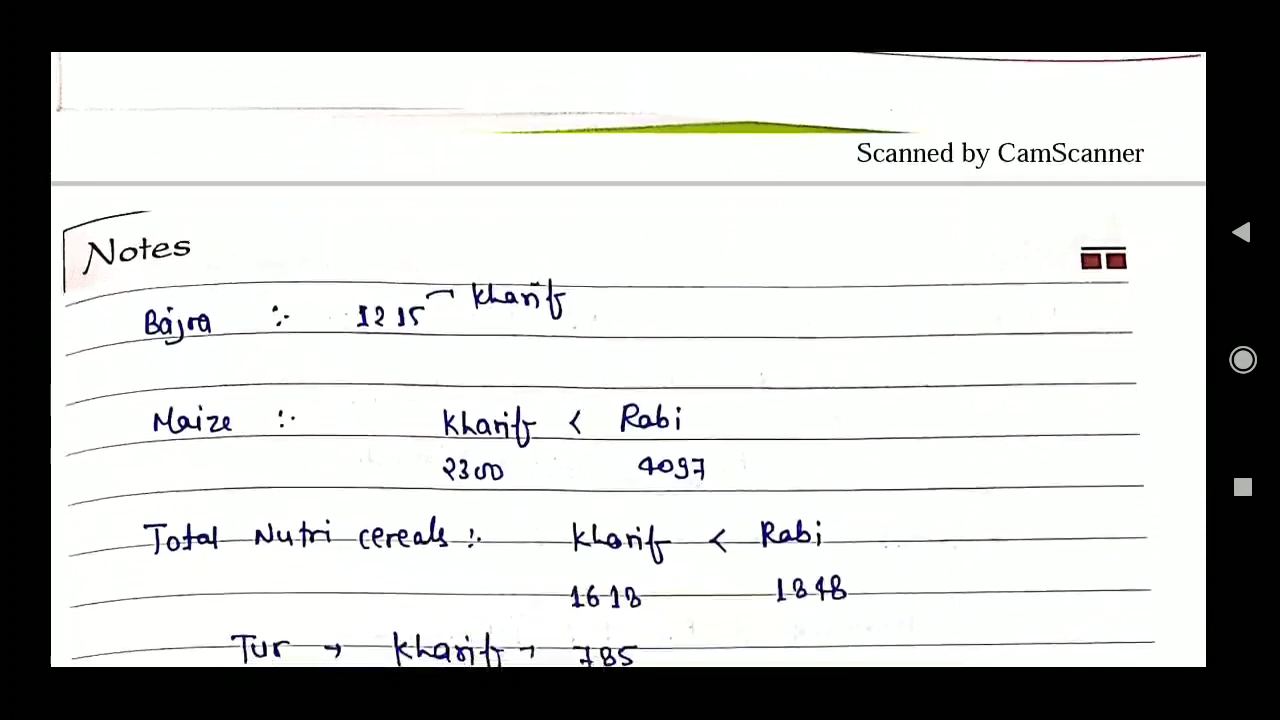 Scanned by CamScanner
Notes
Bajra :- 1215 → Kharif
Maize :- Kharif < Rabi
2300 4097
Total Nutri cereals :- Kharif < Rabi
1618 1848
Tur → Kharif → 785